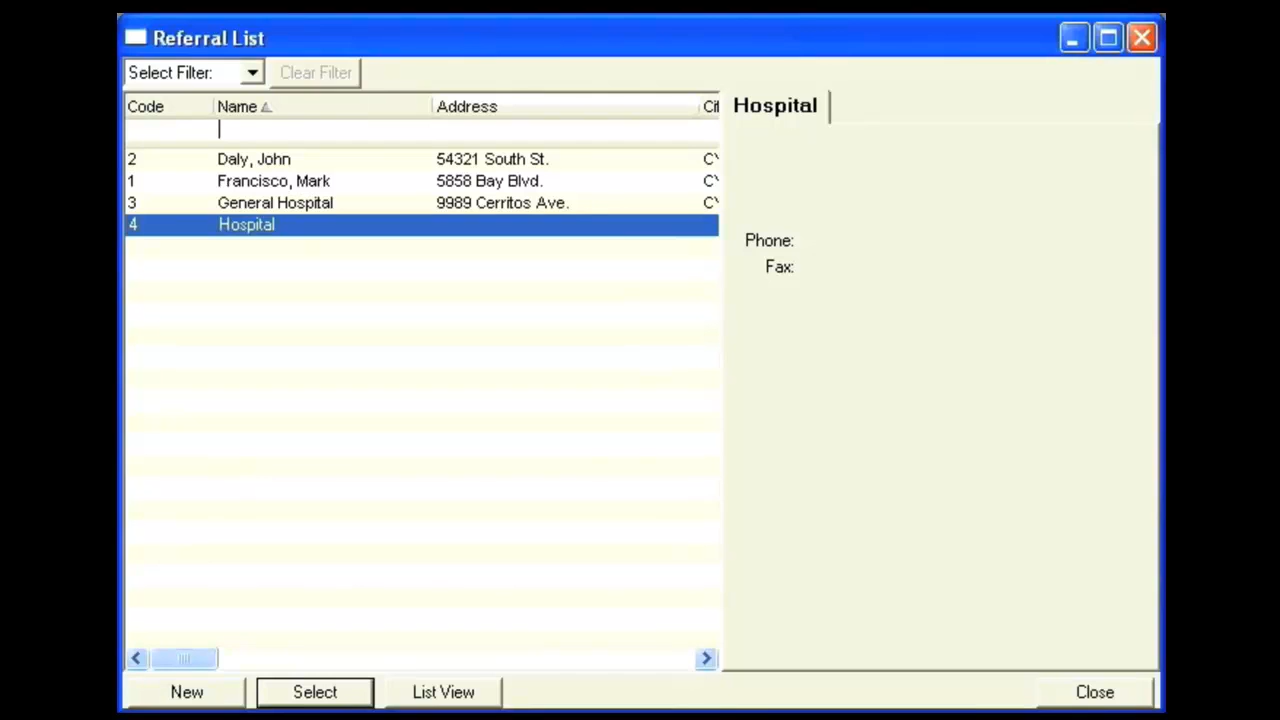 Referral List
Select Filter: Clear Filter
Code Name Address
Hospital
2 Daly, John 54321 South St.
1 Francisco, Mark 5858 Bay Blvd.
3 General Hospital 9989 Cerritos Ave.
4 Hospital
Phone:
Fax:
New Select List View Close